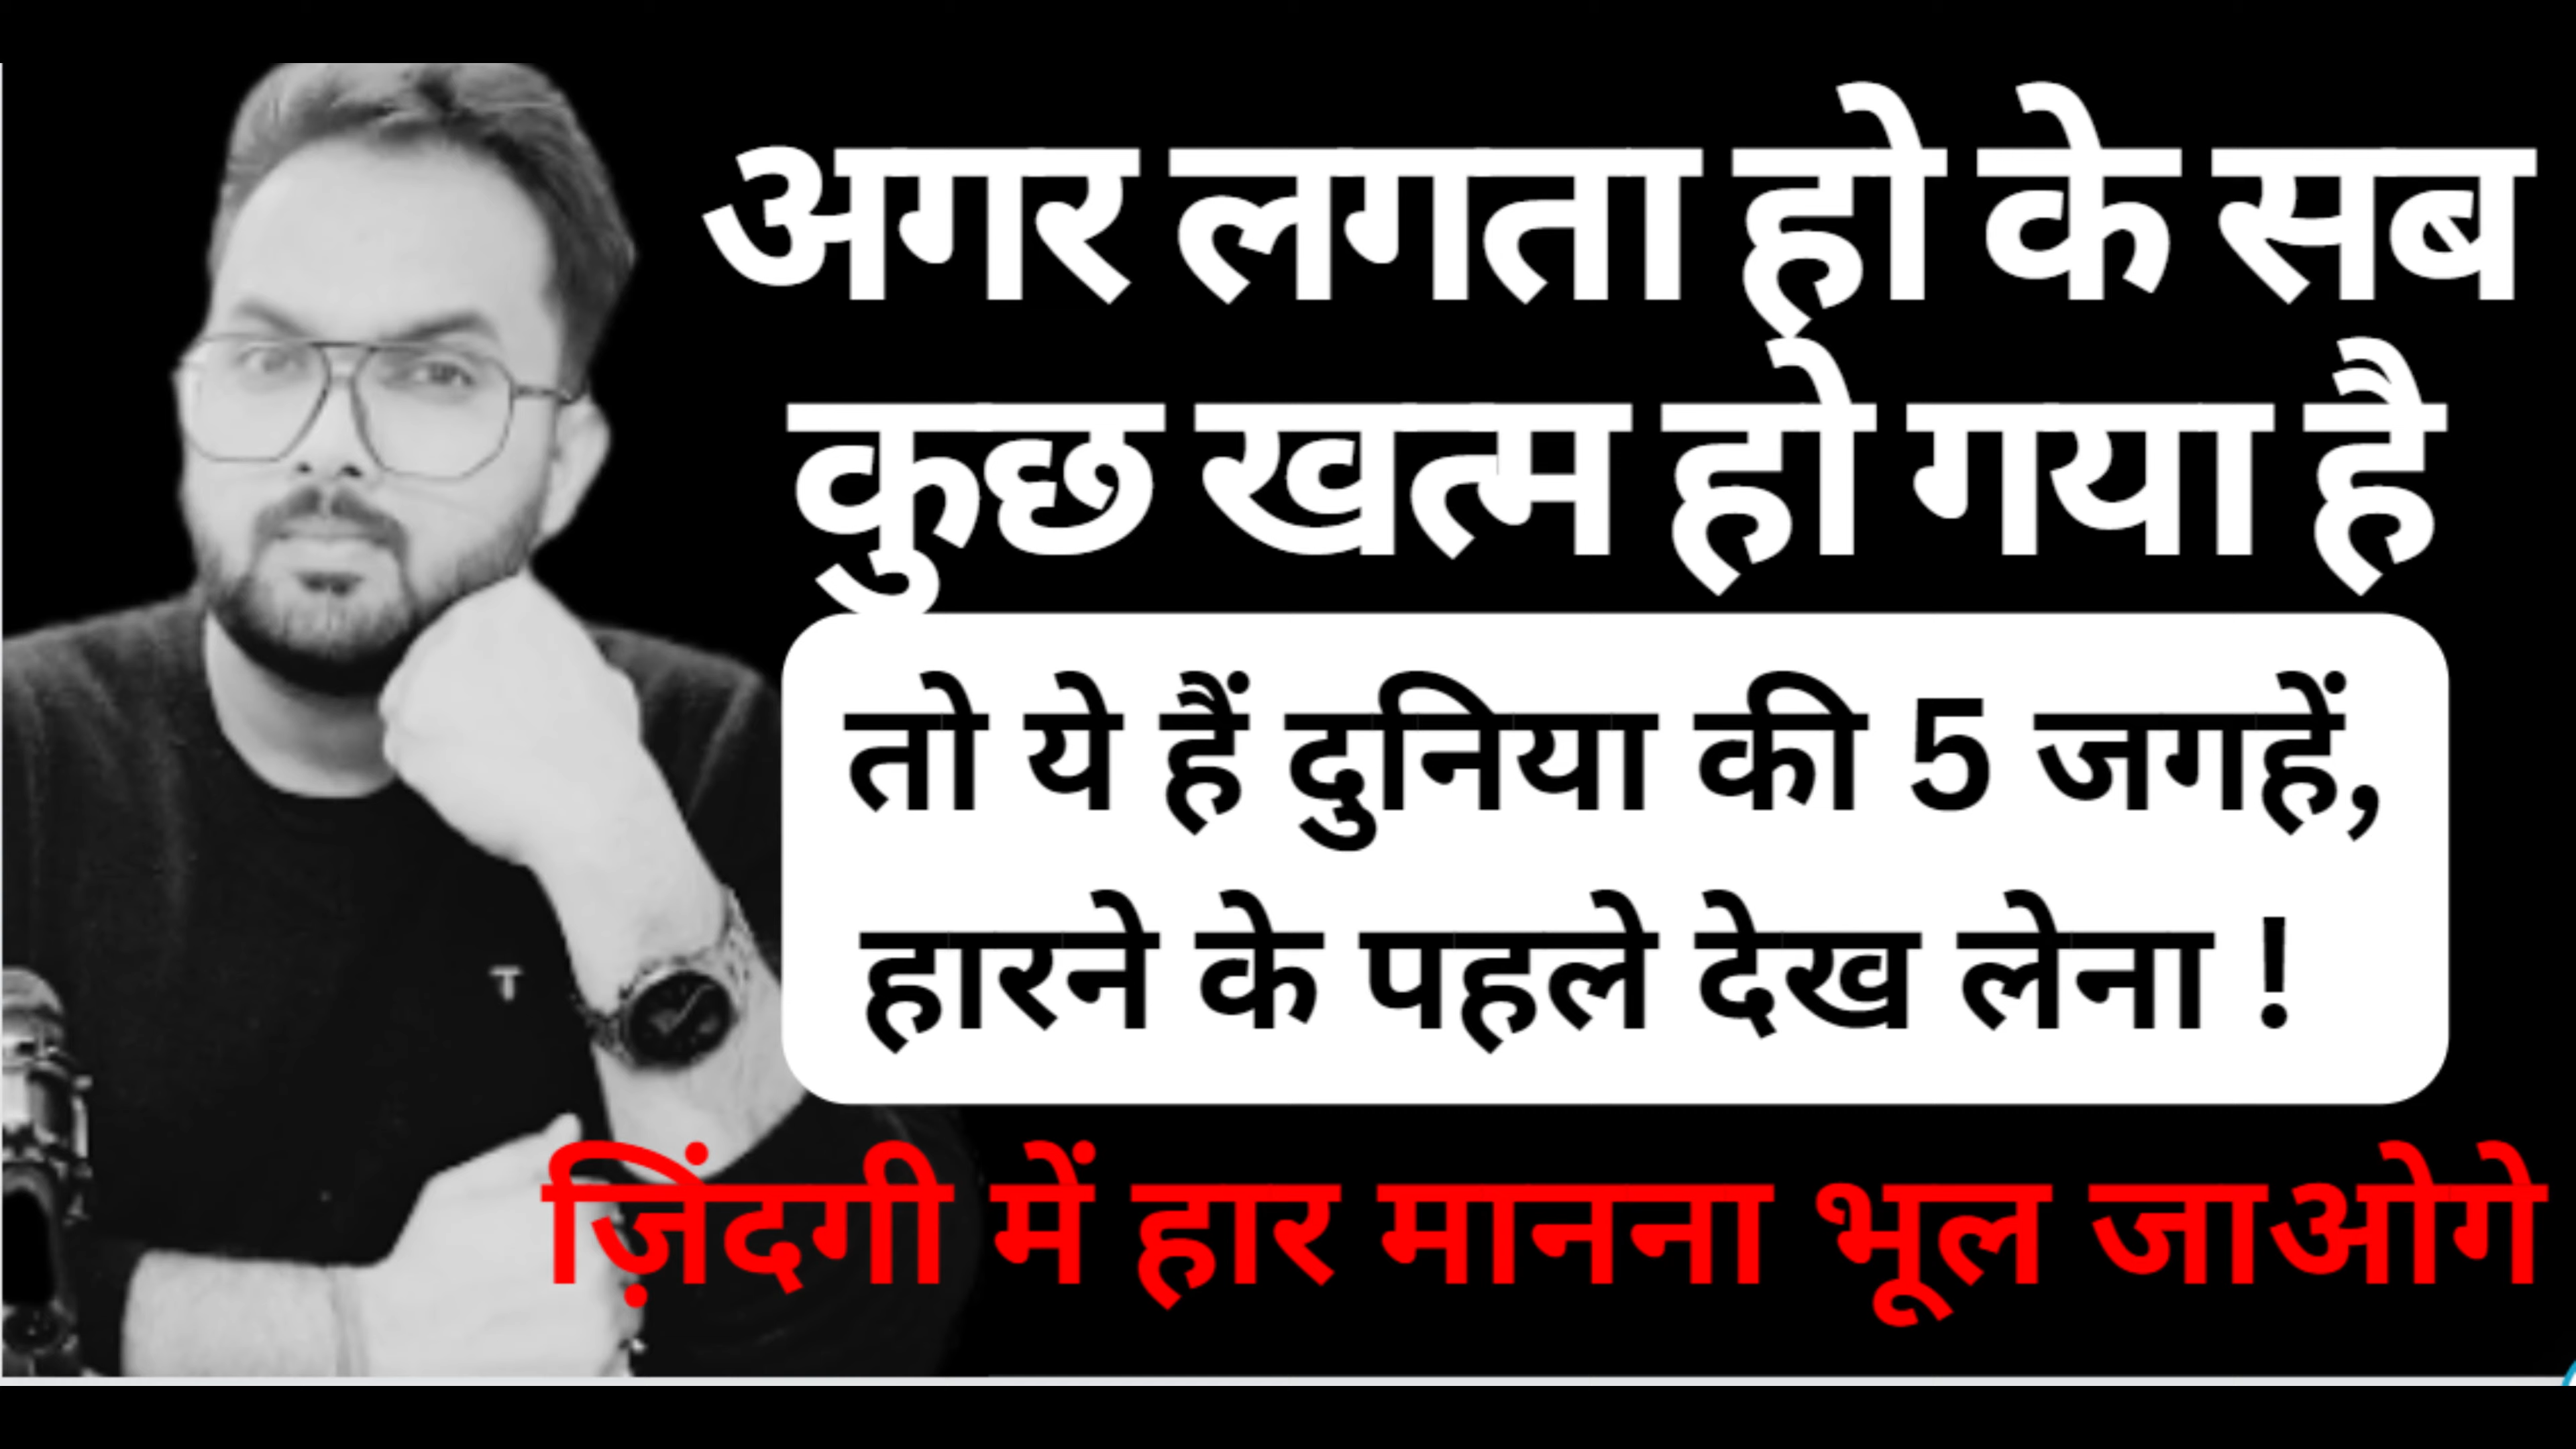 अगर लगता हो के सब
कुछ खत्म हो गया है
तो ये हैं दुनिया की 5 जगहें,
हारने के पहले देख लेना !
T
ज़िंदगी में हार मानना भूल जाओगे